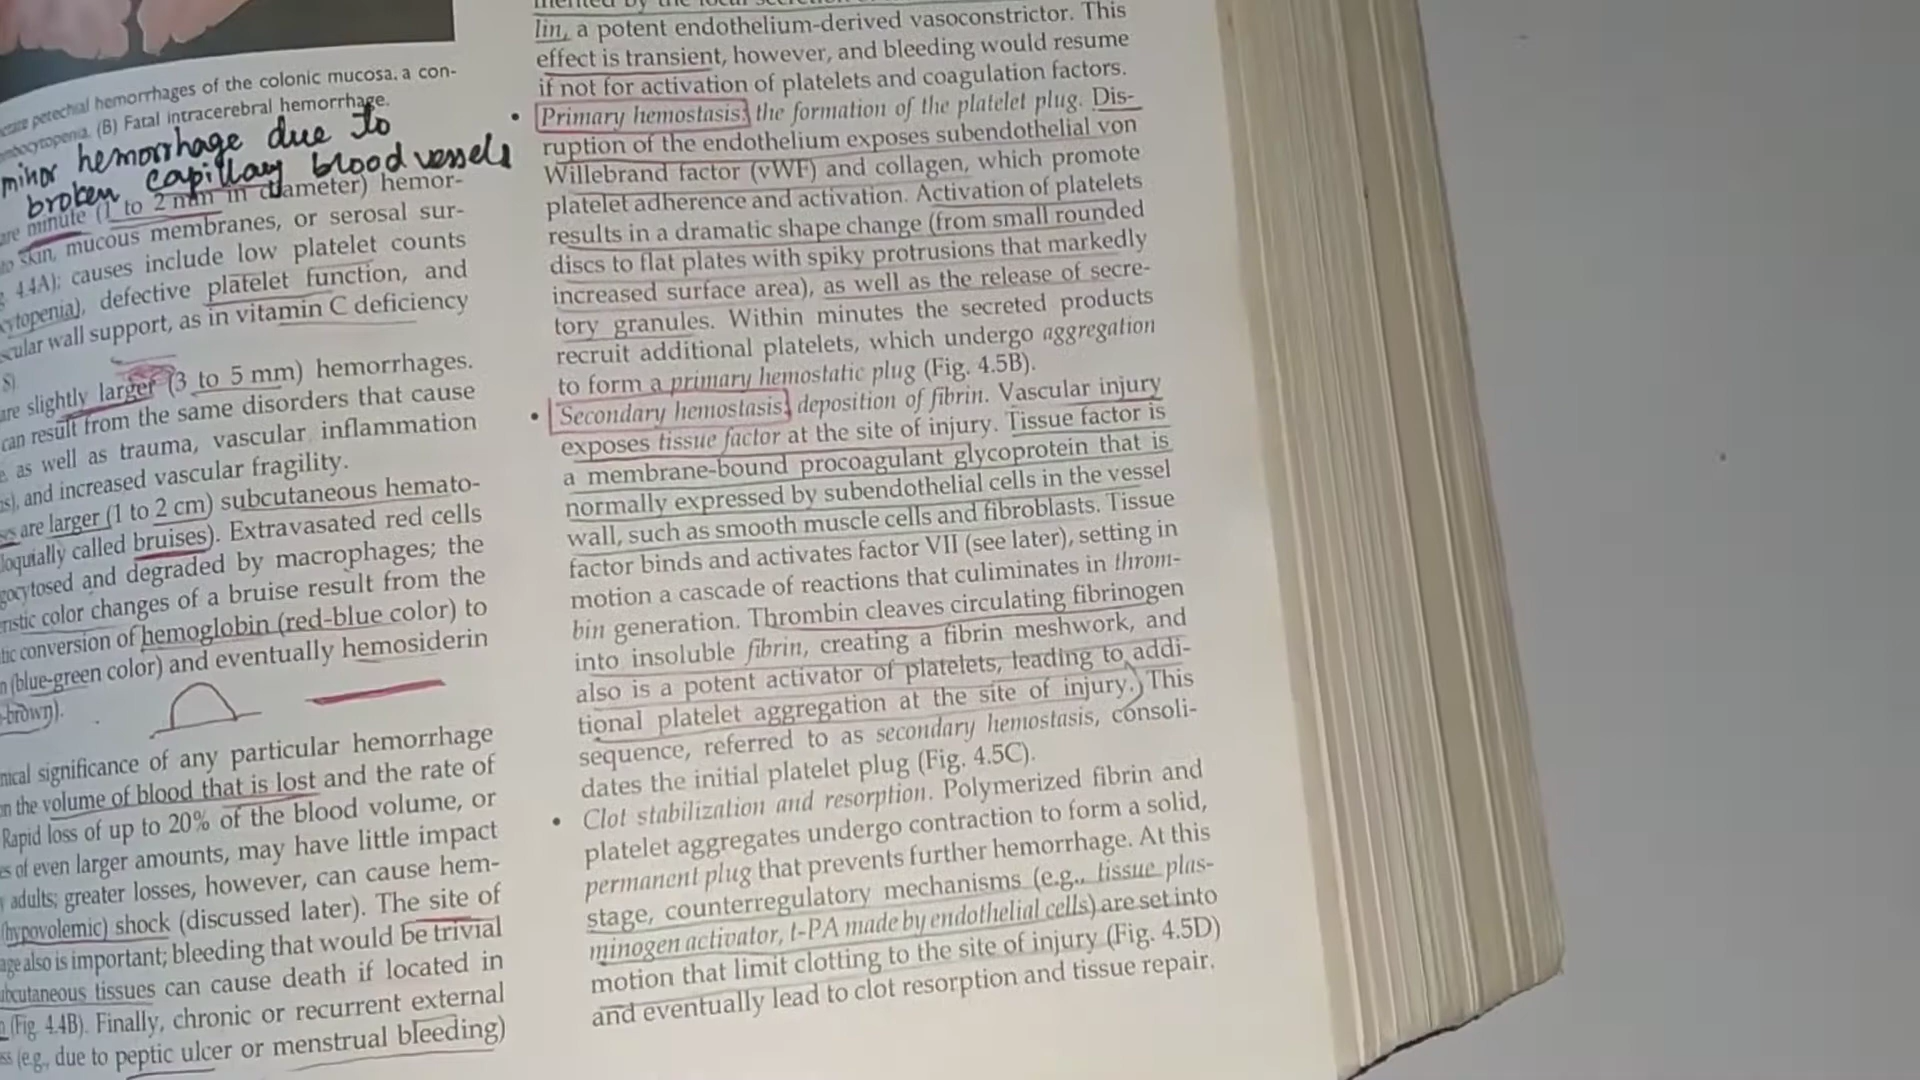 petechial hemorrhages of the colonic mucosa, a con-
(B) Fatal intracerebral hemorrhage.
minor hemorrhage due to
broken capillary blood vessels
are minute (1 to 2 mm in diameter) hemor-
skin, mucous membranes, or serosal sur-
4.4A); causes include low platelet counts
defective platelet function, and
wall support, as in vitamin C deficiency
are slightly larger (3 to 5 mm) hemorrhages.
can result from the same disorders that cause
as well as trauma, vascular inflammation
and increased vascular fragility.
are larger (1 to 2 cm) subcutaneous hemato-
called bruises). Extravasated red cells
and degraded by macrophages; the
color changes of a bruise result from the
conversion of hemoglobin (red-blue color) to
(blue-green color) and eventually hemosiderin
brown).
significance of any particular hemorrhage
the volume of blood that is lost and the rate of
Rapid loss of up to 20% of the blood volume, or
of even larger amounts, may have little impact
adults; greater losses, however, can cause hem-
(hypovolemic) shock (discussed later). The site of
also is important; bleeding that would be trivial
tissues can cause death if located in
(Fig. 4.4B). Finally, chronic or recurrent external
(e.g., due to peptic ulcer or menstrual bleeding)
lin, a potent endothelium-derived vasoconstrictor. This
effect is transient, however, and bleeding would resume
if not for activation of platelets and coagulation factors.
• Primary hemostasis: the formation of the platelet plug. Dis-
ruption of the endothelium exposes subendothelial von
Willebrand factor (vWF) and collagen, which promote
platelet adherence and activation. Activation of platelets
results in a dramatic shape change (from small rounded
discs to flat plates with spiky protrusions that markedly
increased surface area), as well as the release of secre-
tory granules. Within minutes the secreted products
recruit additional platelets, which undergo aggregation
to form a primary hemostatic plug (Fig. 4.5B).
• Secondary hemostasis: deposition of fibrin. Vascular injury
exposes tissue factor at the site of injury. Tissue factor is
a membrane-bound procoagulant glycoprotein that is
normally expressed by subendothelial cells in the vessel
wall, such as smooth muscle cells and fibroblasts. Tissue
factor binds and activates factor VII (see later), setting in
motion a cascade of reactions that culiminates in throm-
bin generation. Thrombin cleaves circulating fibrinogen
into insoluble fibrin, creating a fibrin meshwork, and
also is a potent activator of platelets, leading to addi-
tional platelet aggregation at the site of injury. This
sequence, referred to as secondary hemostasis, consoli-
dates the initial platelet plug (Fig. 4.5C).
• Clot stabilization and resorption. Polymerized fibrin and
platelet aggregates undergo contraction to form a solid,
permanent plug that prevents further hemorrhage. At this
stage, counterregulatory mechanisms (e.g., tissue plas-
minogen activator, t-PA made by endothelial cells) are set into
motion that limit clotting to the site of injury (Fig. 4.5D)
and eventually lead to clot resorption and tissue repair.